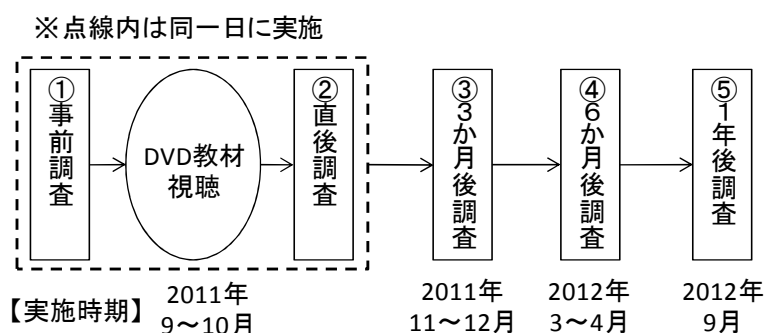 ※点線内は同一日に実施
①事前調査
DVD教材
視聴
②直後調査
③3か月後調査
④6か月後調査
⑤1年後調査
【実施時期】
2011年
9～10月
2011年
11～12月
2012年
3～4月
2012年
9月